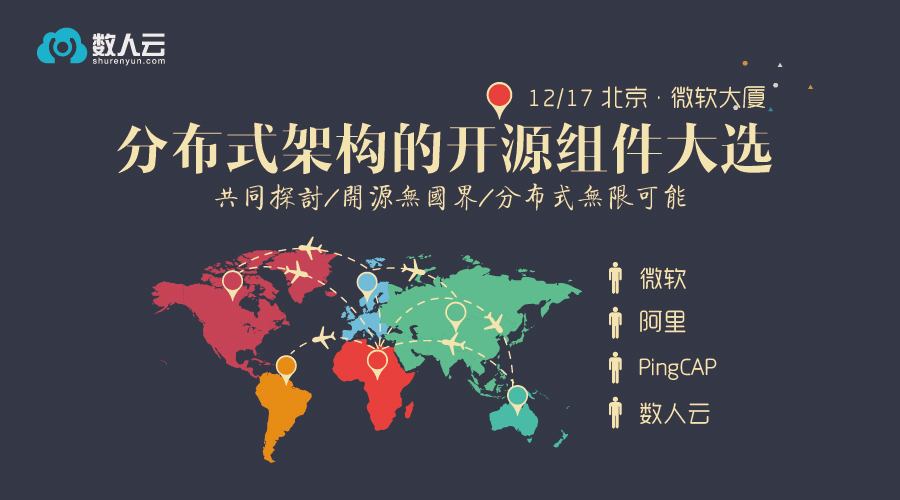 数人云
shurenyun.com
12/17 北京·微软大厦
分布式架构的开源组件大选
共同探討/開源無國界/分布式無限可能
微软
阿里
PingCAP
数人云